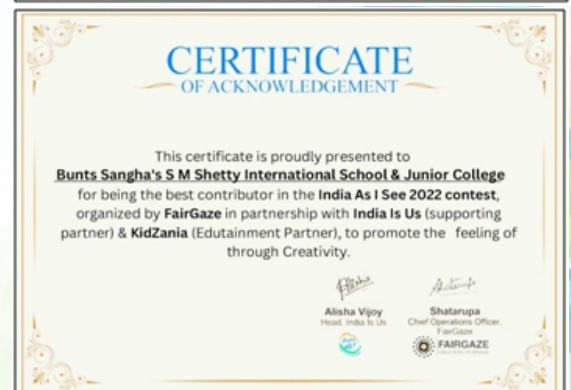 CERTIFICATE
OF ACKNOWLEDGEMENT
This certificate is proudly presented to
Bunts Sangha's S M Shetty International School & Junior College
for being the best contributor in the India As I See 2022 contest,
organized by FairGaze in partnership with India Is Us (supporting
partner) & KidZania (Edutainment Partner), to promote the feeling of
through Creativity.
Alisha Vijoy
Head, India Is Us
Shatarupa
Chief Operations Officer,
FairGaze
FAIRGAZE